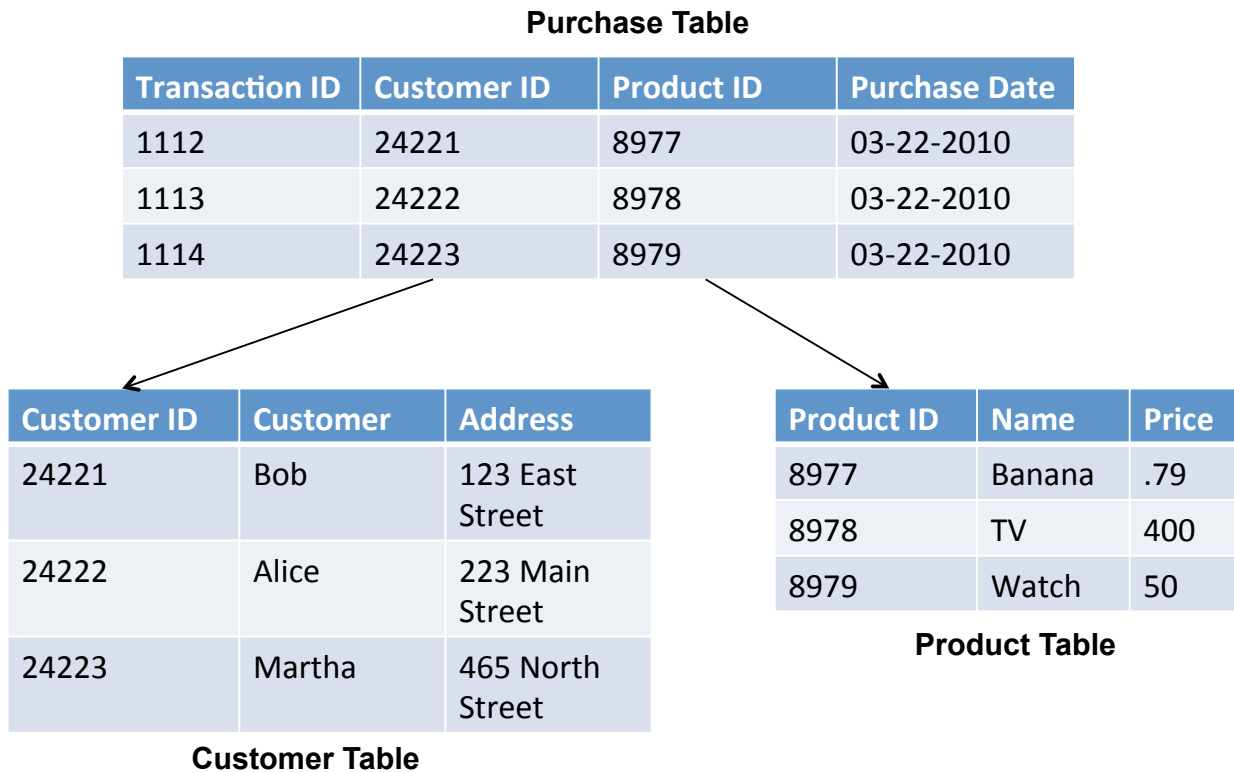 Purchase Table
Transaction ID Customer ID Product ID Purchase Date
1112 24221 8977 03-22-2010
1113 24222 8978 03-22-2010
1114 24223 8979 03-22-2010
Customer ID Customer Address
24221 Bob 123 East
Street
24222 Alice 223 Main
Street
24223 Martha 465 North
Street
Customer Table
Product ID Name Price
8977 Banana .79
8978 TV 400
8979 Watch 50
Product Table